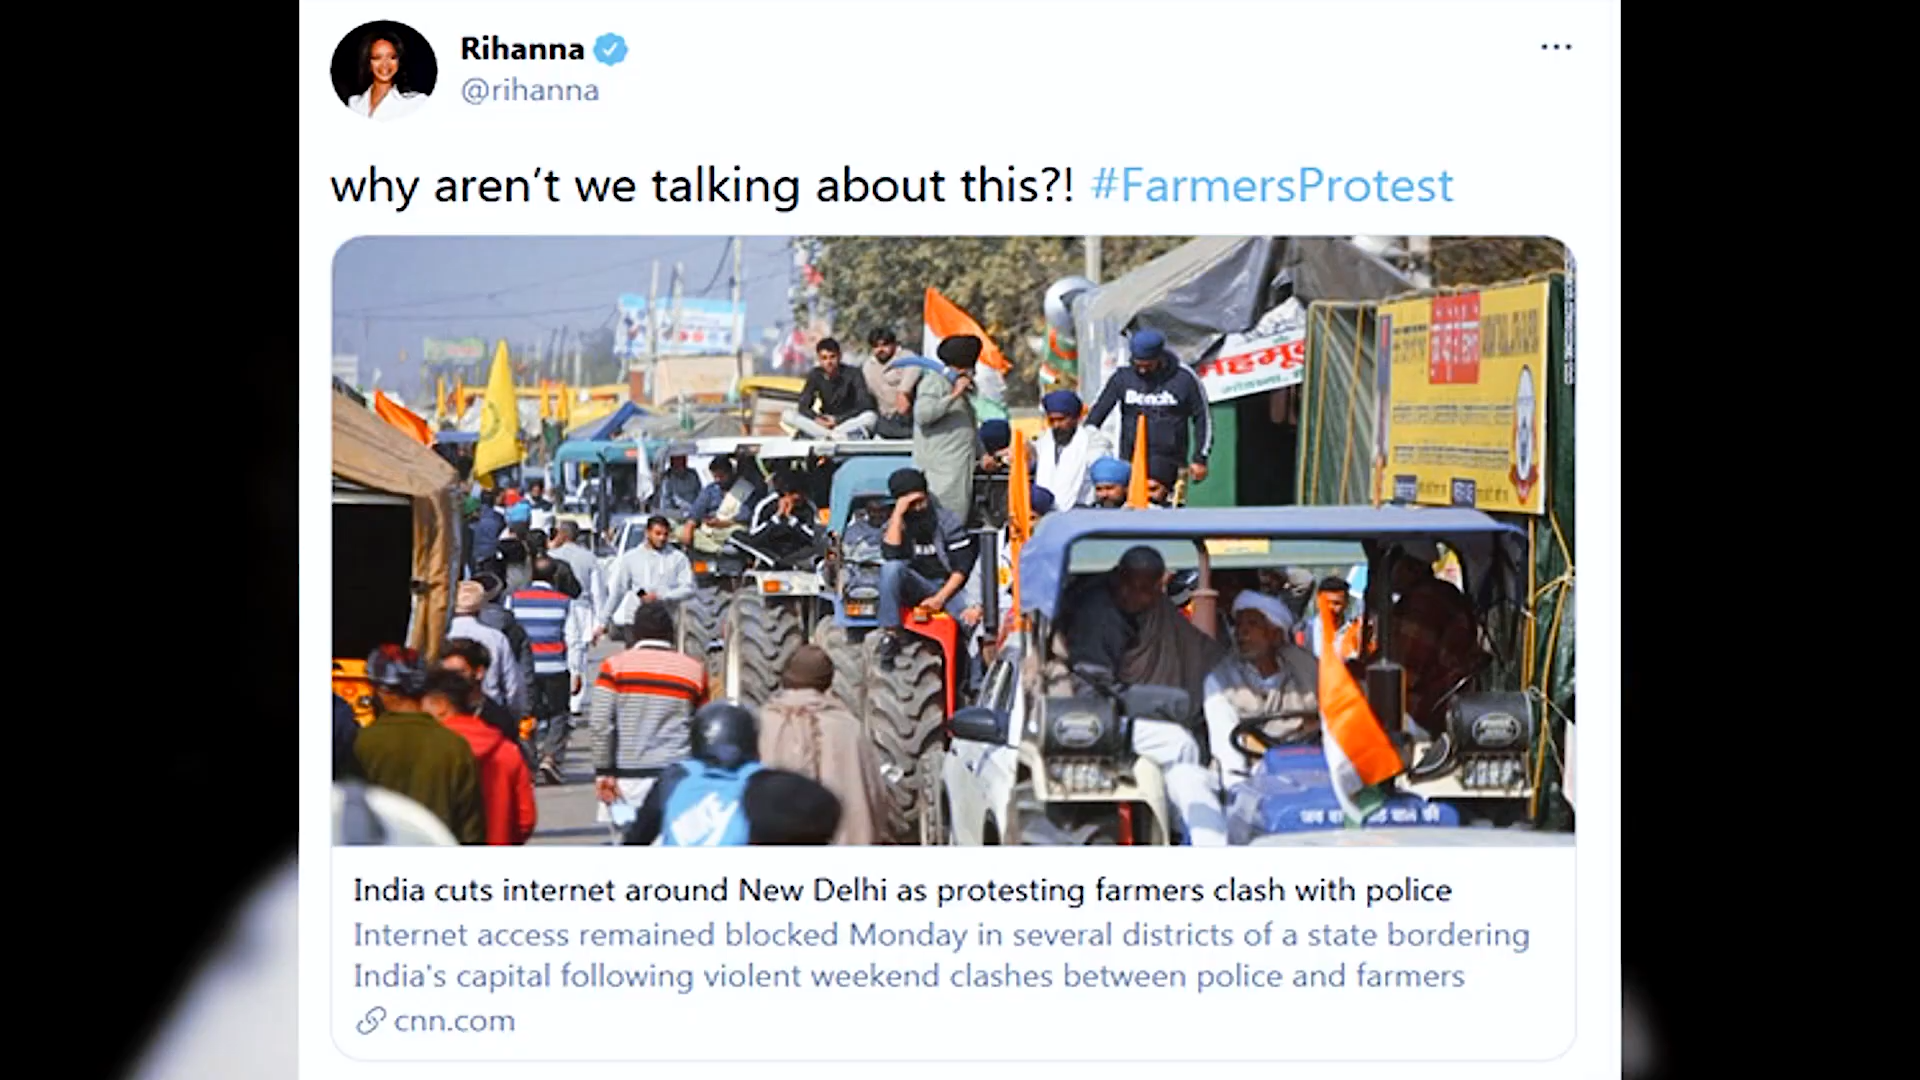 Rihanna
@rihanna
why aren't we talking about this?! #FarmersProtest
Bench.
India cuts internet around New Delhi as protesting farmers clash with police
Internet access remained blocked Monday in several districts of a state bordering
India's capital following violent weekend clashes between police and farmers
cnn.com